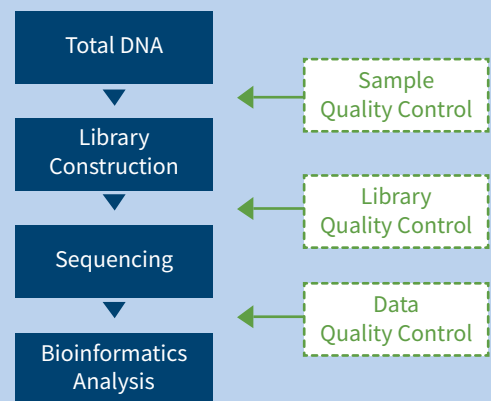 Total DNA
Sample
Quality Control
Library
Construction
Library
Quality Control
Sequencing
Data
Quality Control
Bioinformatics
Analysis